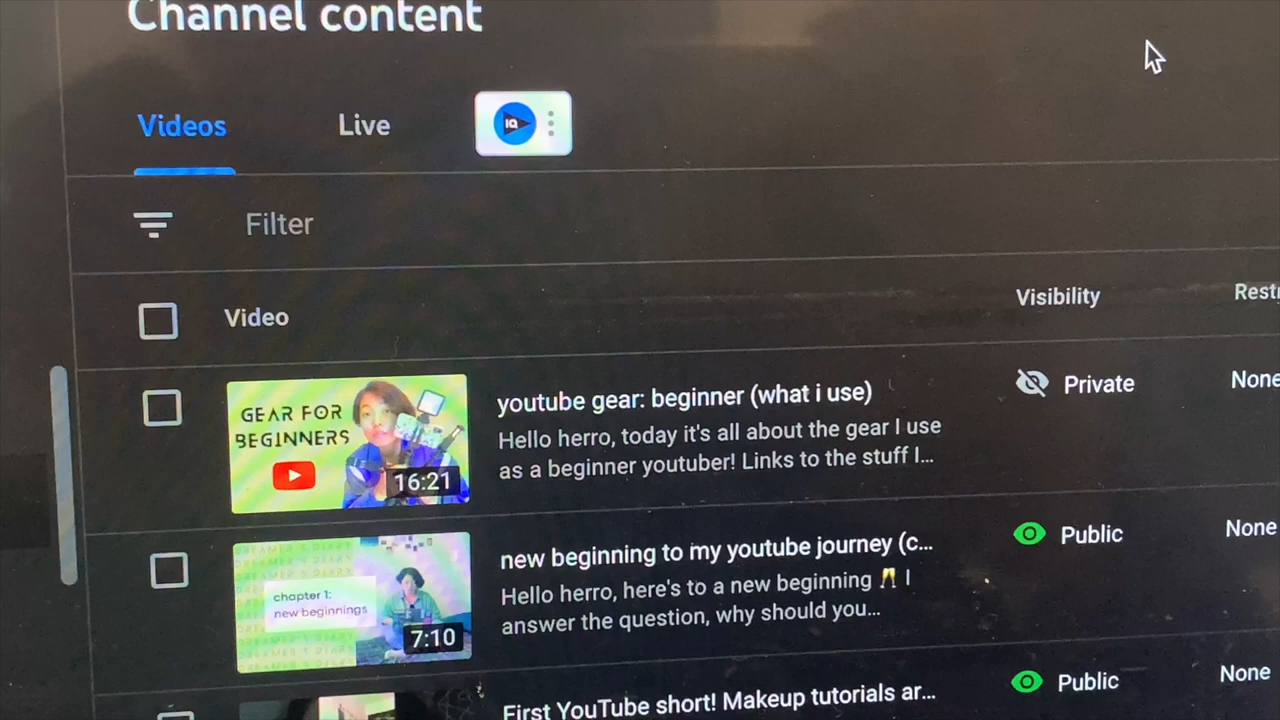 Channel content
Videos
Live
IQ
Filter
Video
Visibility
Restr
GEAR FOR
BEGINNERS
16:21
youtube gear: beginner (what i use)
Hello herro, today it's all about the gear I use
as a beginner youtuber! Links to the stuff I...
Private
None
DREAMER'S DIARY
chapter 1:
new beginnings
7:10
new beginning to my youtube journey (c...
Hello herro, here's to a new beginning 🥂 I
answer the question, why should you...
Public
None
First YouTube short! Makeup tutorials ar...
Public
None